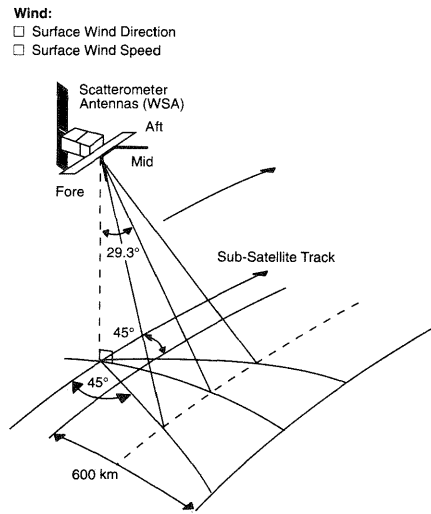 Wind:
Surface Wind Direction
Surface Wind Speed
Scatterometer
Antennas (WSA)
Aft
Mid
Fore
29.3°
Sub-Satellite Track
45°
45°
600 km